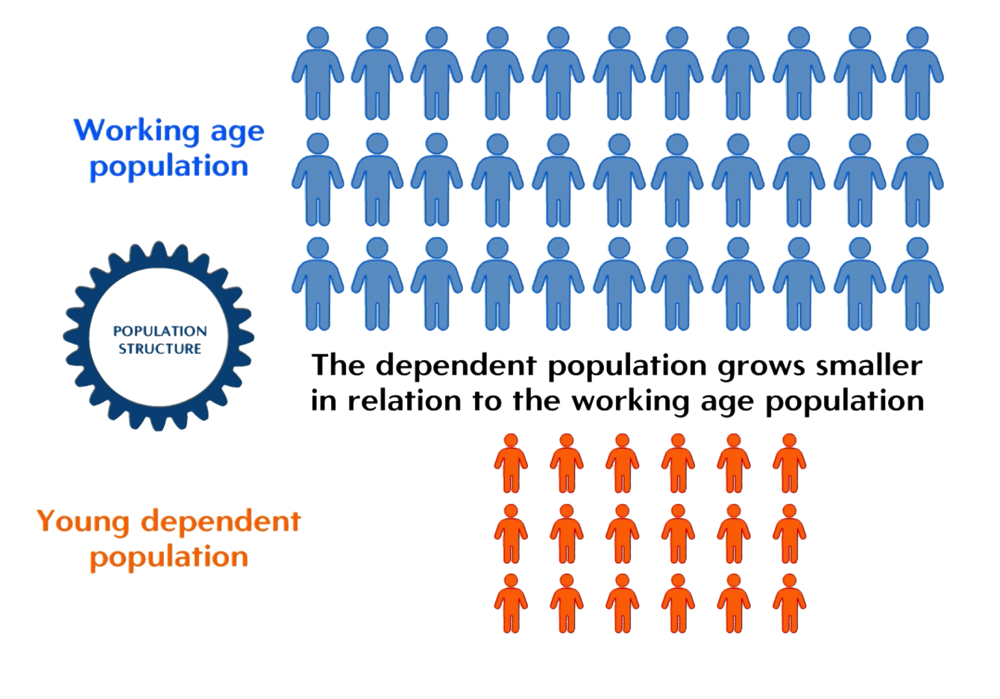 Working age
population
POPULATION
STRUCTURE
The dependent population grows smaller
in relation to the working age population
Young dependent
population